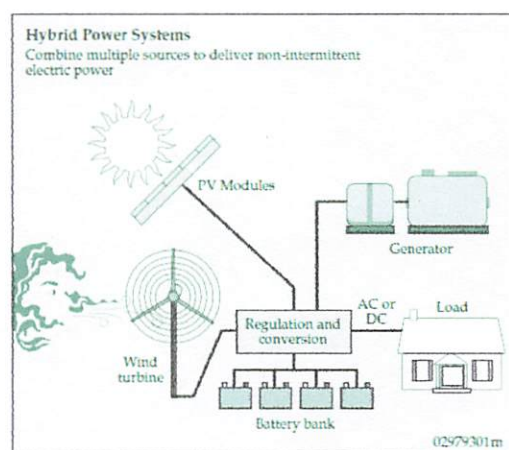 Hybrid Power Systems
Combine multiple sources to deliver non-intermittent
electric power
PV Modules
Generator
AC or
DC
Load
Regulation and
conversion
Wind
turbine
Battery bank
02979301m